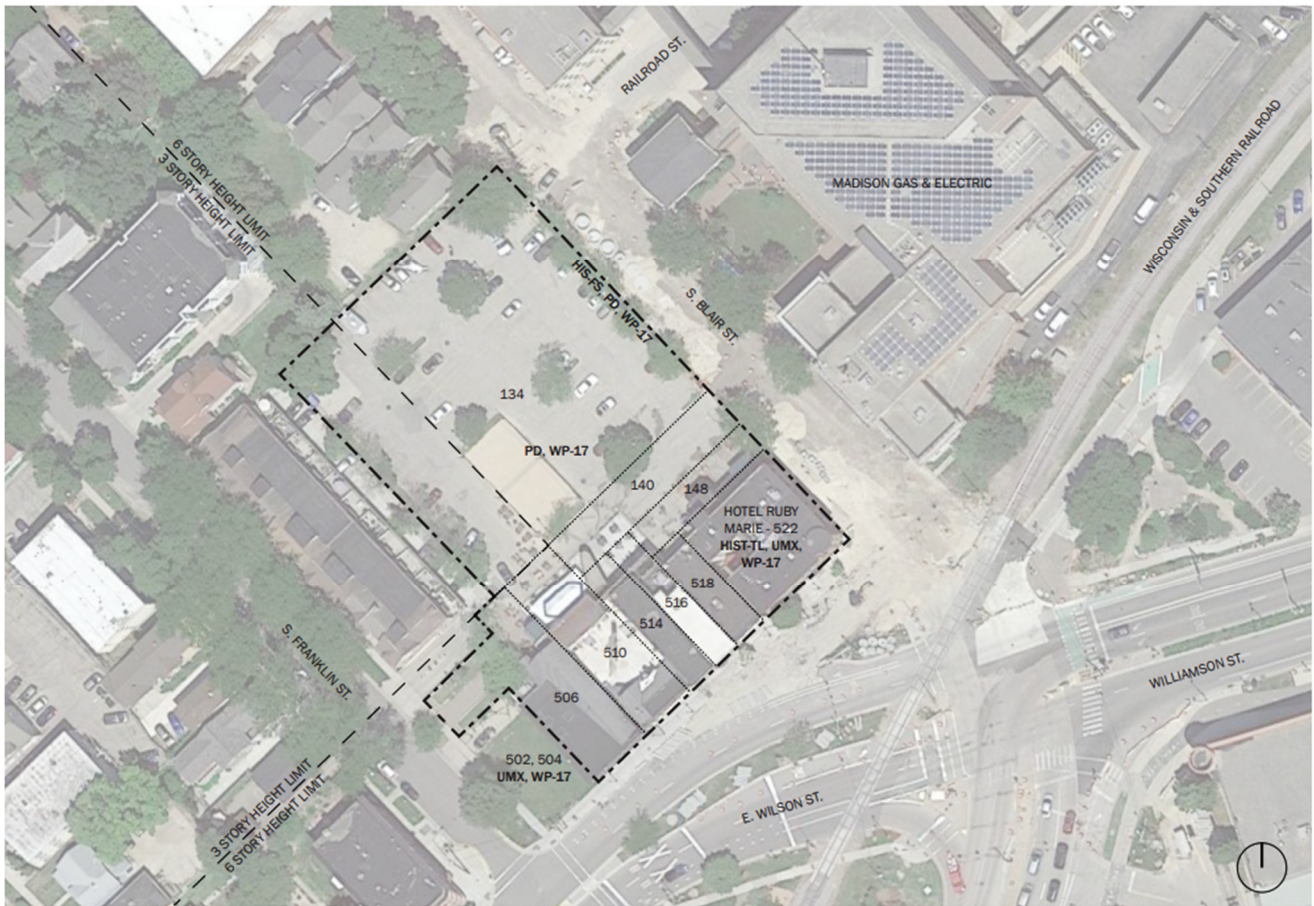 RAILROAD ST.
6 STORY HEIGHT LIMIT
3 STORY HEIGHT LIMIT
MADISON GAS & ELECTRIC
WISCONSIN & SOUTHERN RAILROAD
HIS-FS, PD, WP-17
S. BLAIR ST.
134
PD, WP-17
140
148
HOTEL RUBY
MARIE - 522
HIST-TL, UMX,
WP-17
518
516
514
510
506
S. FRANKLIN ST.
WILLIAMSON ST.
502, 504
UMX, WP-17
E. WILSON ST.
3 STORY HEIGHT LIMIT
6 STORY HEIGHT LIMIT